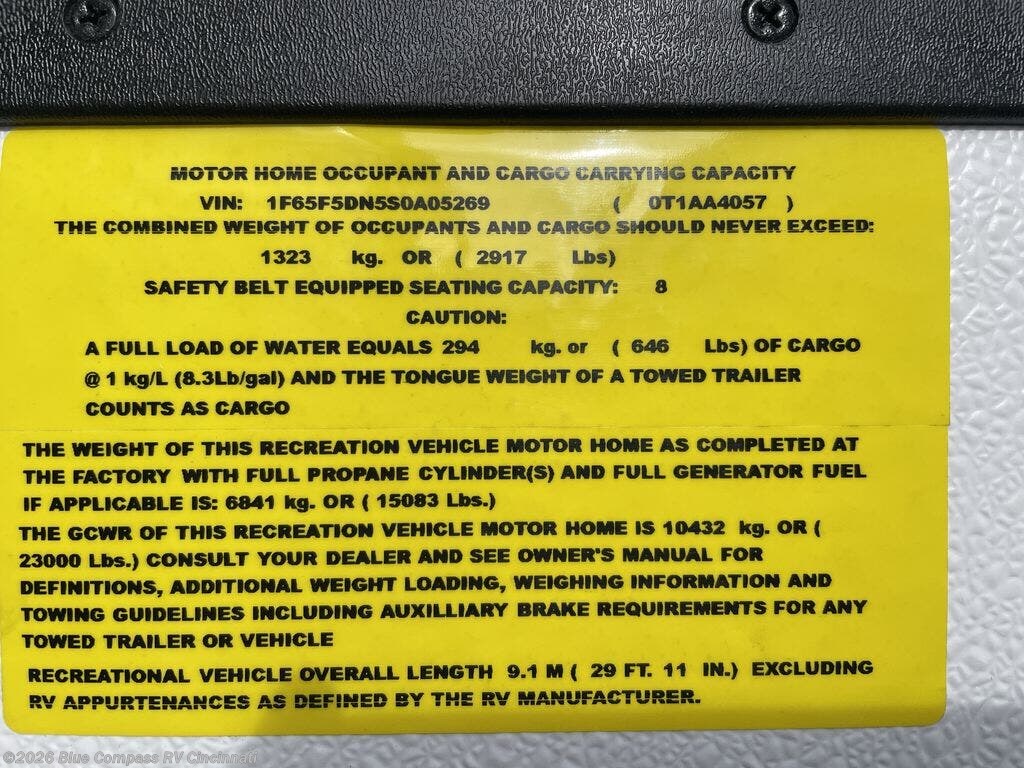 MOTOR HOME OCCUPANT AND CARGO CARRYING CAPACITY
VIN: 1F65F5DN5S0A05269 ( 0T1AA4057 )
THE COMBINED WEIGHT OF OCCUPANTS AND CARGO SHOULD NEVER EXCEED:
1323 kg. OR ( 2917 Lbs)
SAFETY BELT EQUIPPED SEATING CAPACITY: 8
CAUTION:
A FULL LOAD OF WATER EQUALS 294 kg. or ( 646 Lbs) OF CARGO
@ 1 kg/L (8.3Lb/gal) AND THE TONGUE WEIGHT OF A TOWED TRAILER
COUNTS AS CARGO
THE WEIGHT OF THIS RECREATION VEHICLE MOTOR HOME AS COMPLETED AT
THE FACTORY WITH FULL PROPANE CYLINDER(S) AND FULL GENERATOR FUEL
IF APPLICABLE IS: 6841 kg. OR ( 15083 Lbs.)
THE GCWR OF THIS RECREATION VEHICLE MOTOR HOME IS 10432 kg. OR (
23000 Lbs.) CONSULT YOUR DEALER AND SEE OWNER'S MANUAL FOR
DEFINITIONS, ADDITIONAL WEIGHT LOADING, WEIGHING INFORMATION AND
TOWING GUIDELINES INCLUDING AUXILLIARY BRAKE REQUIREMENTS FOR ANY
TOWED TRAILER OR VEHICLE
RECREATIONAL VEHICLE OVERALL LENGTH 9.1 M ( 29 FT. 11 IN.) EXCLUDING
RV APPURTENANCES AS DEFINED BY THE RV MANUFACTURER.
©2026 Blue Compass RV Cincinnati